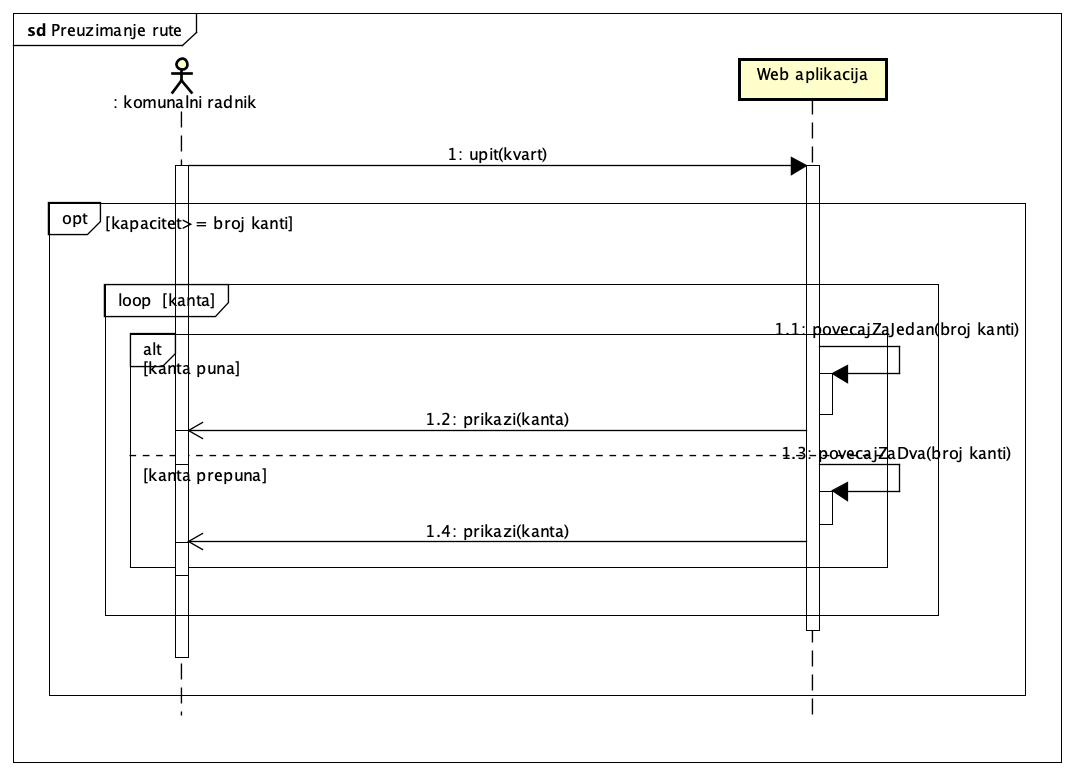 sd Preuzimanje rute
: komunalni radnik
Web aplikacija
1: upit(kvart)
opt
[kapacitet>= broj kanti]
loop [kanta]
1.1: povecajZaJedan(broj kanti)
alt
[kanta puna]
1.2: prikazi(kanta)
1.3: povecajZaDva(broj kanti)
[kanta prepuna]
1.4: prikazi(kanta)